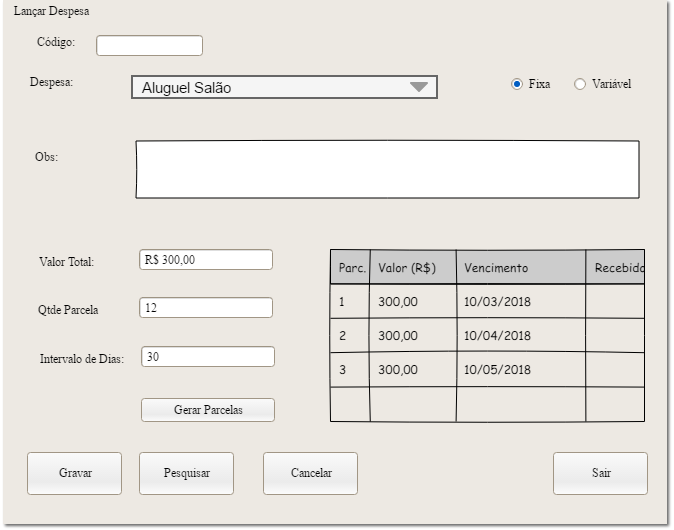 Lançar Despesa
Código:
Despesa: Aluguel Salão Fixa Variável
Obs:
Valor Total: R$ 300,00
Qtde Parcela 12
Intervalo de Dias: 30
Gerar Parcelas
Parc. Valor (R$) Vencimento Recebido
1 300,00 10/03/2018
2 300,00 10/04/2018
3 300,00 10/05/2018
Gravar Pesquisar Cancelar Sair